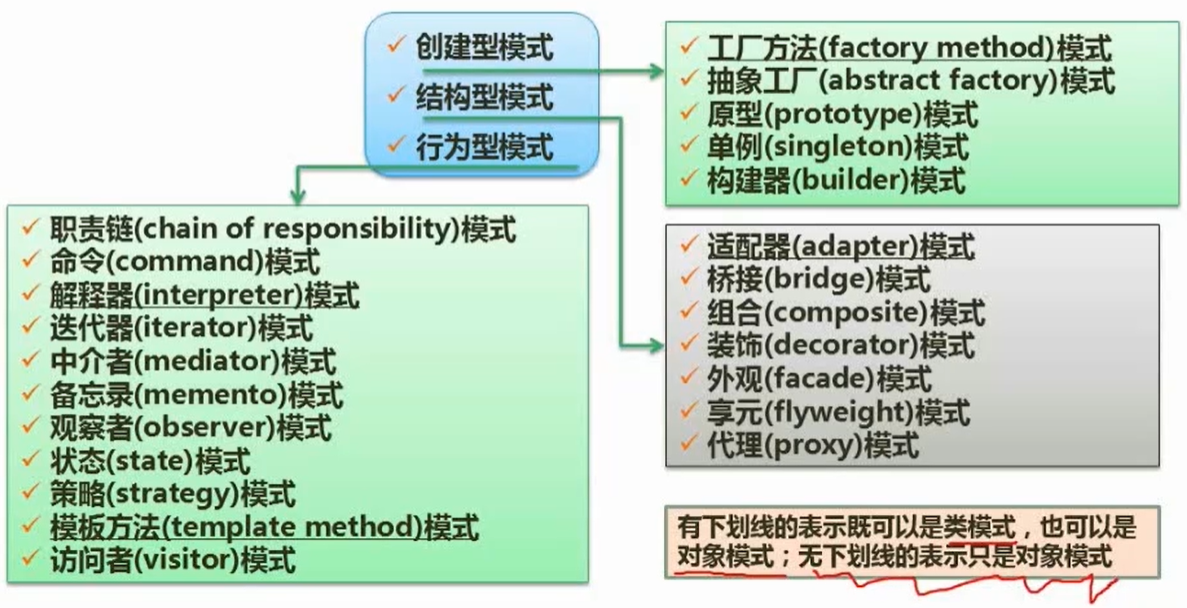 创建型模式
结构型模式
行为型模式
工厂方法(factory method)模式
抽象工厂(abstract factory)模式
原型(prototype)模式
单例(singleton)模式
构建器(builder)模式
职责链(chain of responsibility)模式
命令(command)模式
解释器(interpreter)模式
迭代器(iterator)模式
中介者(mediator)模式
备忘录(memento)模式
观察者(observer)模式
状态(state)模式
策略(strategy)模式
模板方法(template method)模式
访问者(visitor)模式
适配器(adapter)模式
桥接(bridge)模式
组合(composite)模式
装饰(decorator)模式
外观(facade)模式
享元(flyweight)模式
代理(proxy)模式
有下划线的表示既可以是类模式，也可以是
对象模式；无下划线的表示只是对象模式